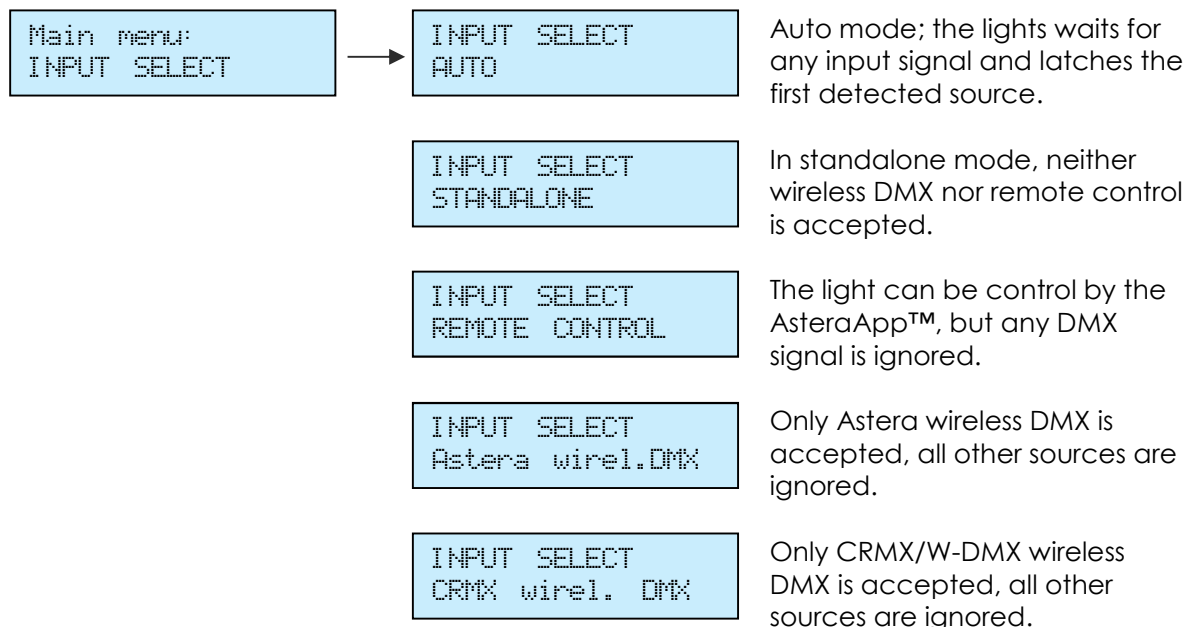 Main menu:
INPUT SELECT
INPUT SELECT
AUTO
Auto mode; the lights waits for
any input signal and latches the
first detected source.
INPUT SELECT
STANDALONE
In standalone mode, neither
wireless DMX nor remote control
is accepted.
INPUT SELECT
REMOTE CONTROL
The light can be control by the
AsteraApp™, but any DMX
signal is ignored.
INPUT SELECT
Astera wirel.DMX
Only Astera wireless DMX is
accepted, all other sources are
ignored.
INPUT SELECT
CRMX wirel. DMX
Only CRMX/W-DMX wireless
DMX is accepted, all other
sources are ignored.